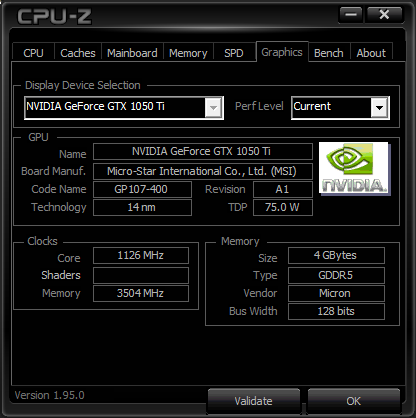 CPU-Z
CPU Caches Mainboard Memory SPD Graphics Bench About
Display Device Selection
NVIDIA GeForce GTX 1050 Ti Perf Level Current
GPU
Name NVIDIA GeForce GTX 1050 Ti
Board Manuf. Micro-Star International Co., Ltd. (MSI)
Code Name GP107-400 Revision A1
Technology 14 nm TDP 75.0 W
NVIDIA.
Clocks
Core 1126 MHz
Shaders
Memory 3504 MHz
Memory
Size 4 GBytes
Type GDDR5
Vendor Micron
Bus Width 128 bits
Version 1.95.0 Validate OK